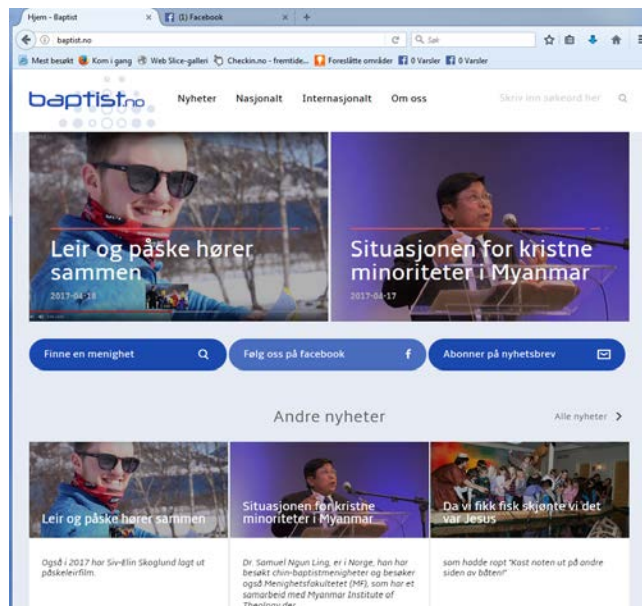 Hjem - Baptist
(1) Facebook
baptist.no
Søk
Mest besøkt Kom i gang Web Slice-galleri Checkin.no - fremtide... Foreslåtte områder 0 Varsler 0 Varsler
baptist.no Nyheter Nasjonalt Internasjonalt Om oss Skriv inn søkeord her
Leir og påske hører
sammen
2017-04-18
Situasjonen for kristne
minoriteter i Myanmar
2017-04-17
Finne en menighet
Følg oss på facebook
Abonner på nyhetsbrev
Andre nyheter
Alle nyheter
Leir og påske hører sammen
Også i 2017 har Siv-Elin Skoglund lagt ut
påskeleirfilm.
Situasjonen for kristne
minoriteter i Myanmar
Dr. Samuel Ngun Ling, er i Norge, han har
besøkt chin-baptistmenigheter og besøker
også Menighetsfakultetet (MF), som har et
samarbeid med Myanmar Institute of
Theology der
Da vi fikk fisk skjønte vi det
var Jesus
som hadde ropt "Kast noten ut på andre
siden av båten!"